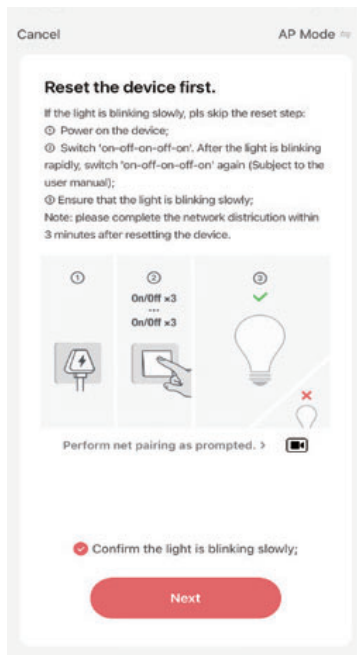 Cancel
AP Mode
Reset the device first.
If the light is blinking slowly, pls skip the reset step:
① Power on the device;
② Switch 'on-off-on-off-on'. After the light is blinking
rapidly, switch 'on-off-on-off-on' again (Subject to the
user manual);
③ Ensure that the light is blinking slowly;
Note: please complete the network districution within
3 minutes after resetting the device.
① ② ③
On/Off ×3
...
On/Off ×3
Perform net pairing as prompted. >
Confirm the light is blinking slowly;
Next